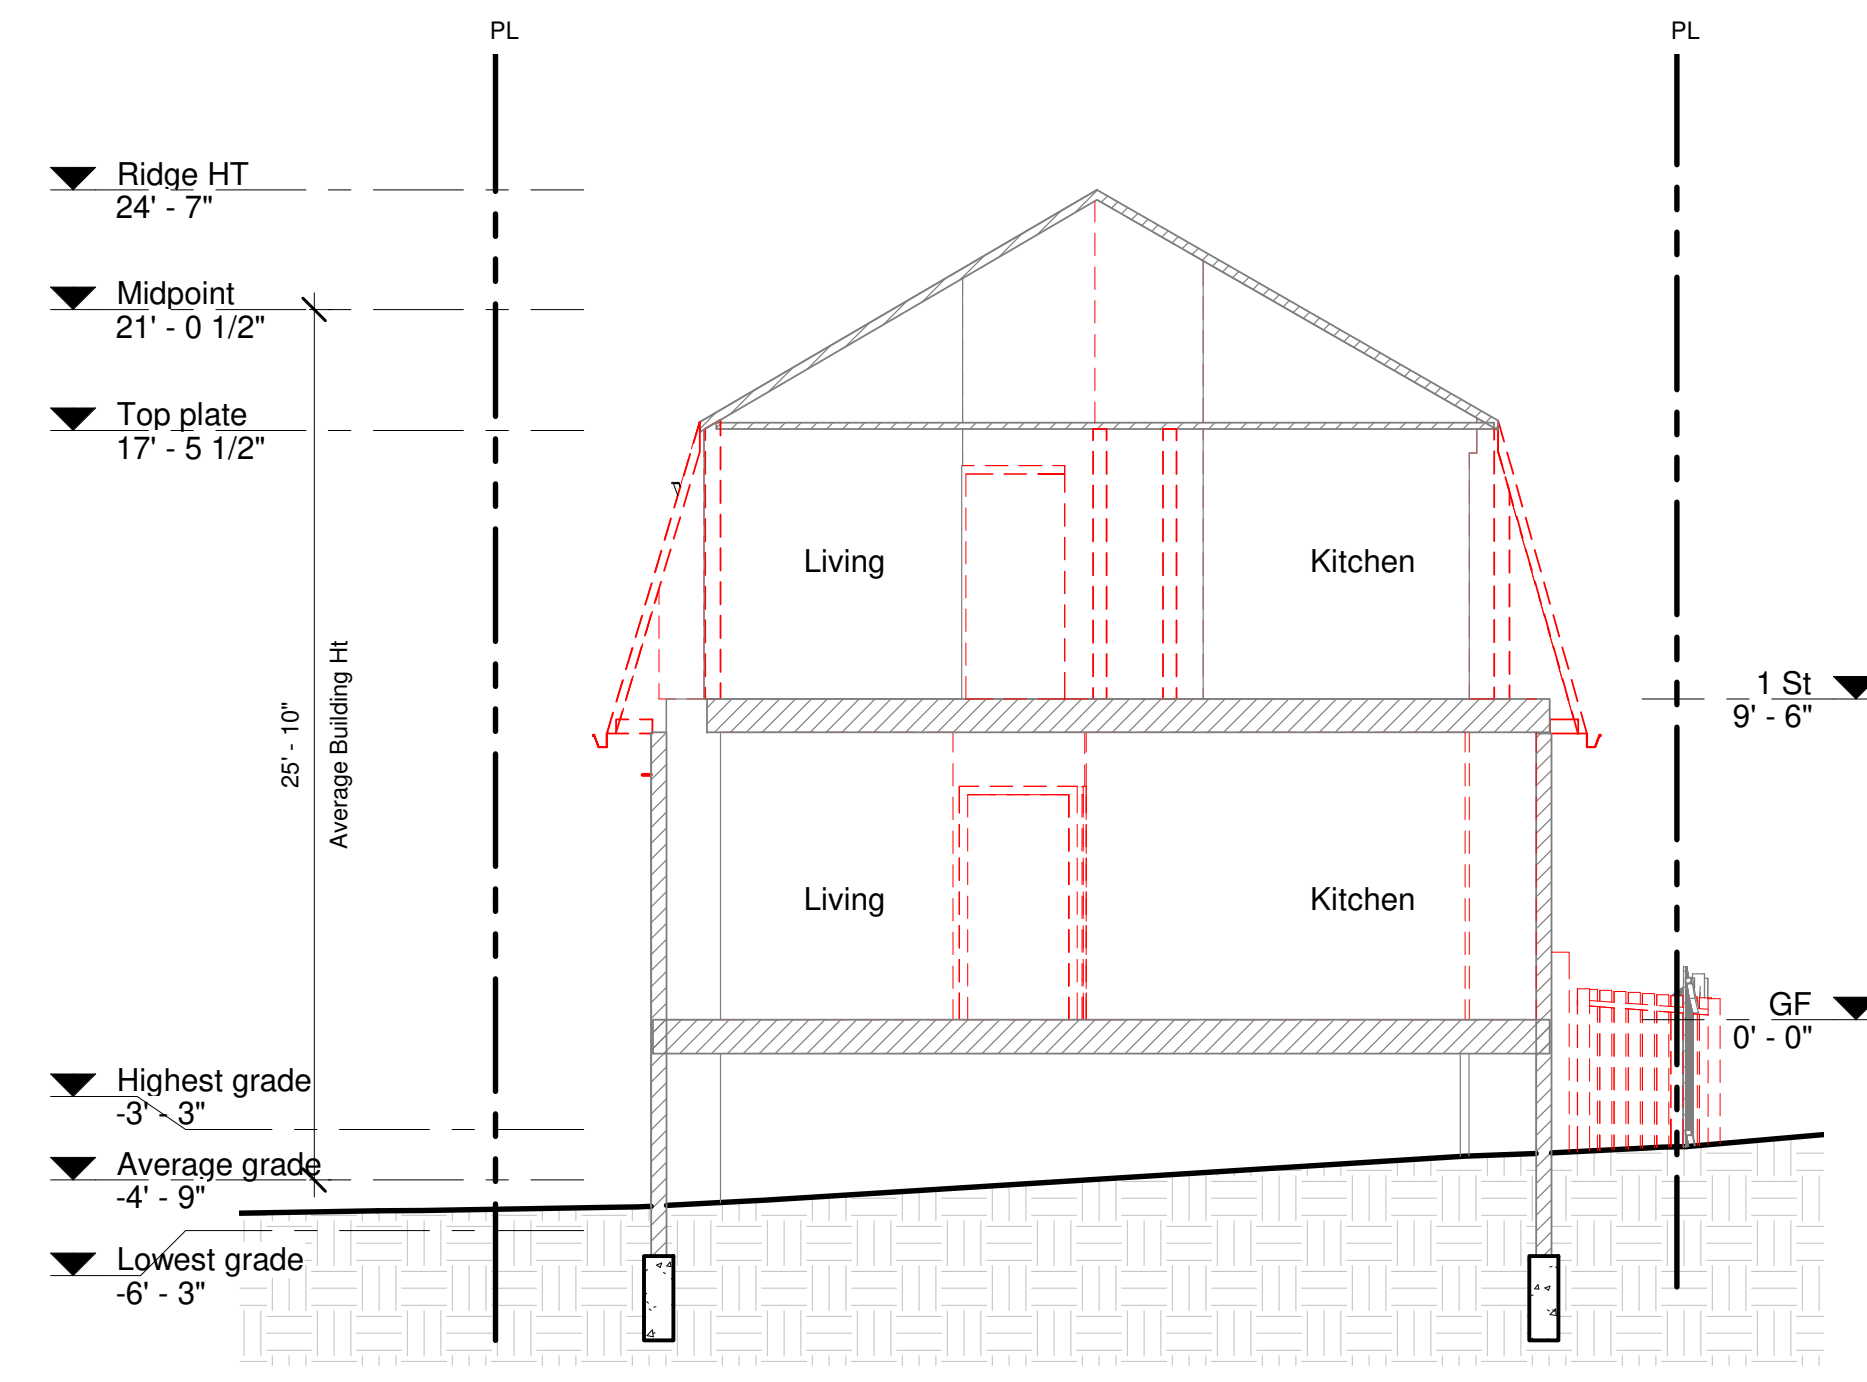 PL
PL
Ridge HT
24' - 7"
Midpoint
21' - 0 1/2"
Top plate
17' - 5 1/2"
Living
Kitchen
1 St
9' - 6"
25' - 10"
Average Building Ht
Living
Kitchen
GF
0' - 0"
Highest grade
-3' - 3"
Average grade
-4' - 9"
Lowest grade
-6' - 3"